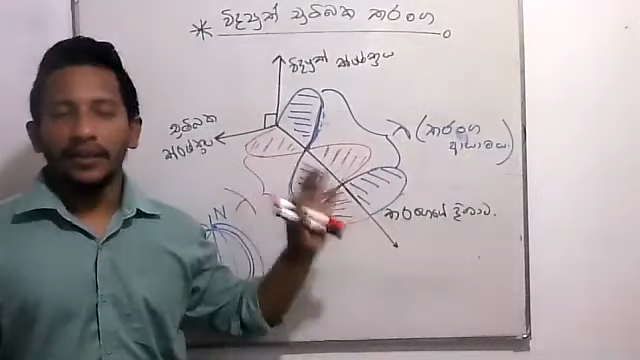 * විද්‍යුත් චුම්බක තරංග
විද්‍යුත් ක්ෂේත්‍රය
චුම්බක
ක්ෂේත්‍රය
λ (තරංග
ආයාමය)
λ
N
තරංගයේ දිශාව.